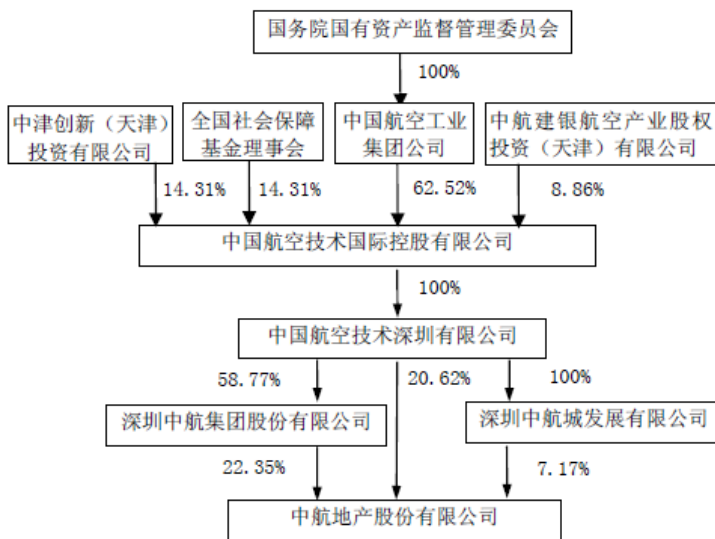 国务院国有资产监督管理委员会
100%
中津创新（天津）
投资有限公司
全国社会保障
基金理事会
中国航空工业
集团公司
中航建银航空产业股权
投资（天津）有限公司
14.31%
14.31%
62.52%
8.86%
中国航空技术国际控股有限公司
100%
中国航空技术深圳有限公司
58.77%
20.62%
100%
深圳中航集团股份有限公司
深圳中航城发展有限公司
22.35%
7.17%
中航地产股份有限公司